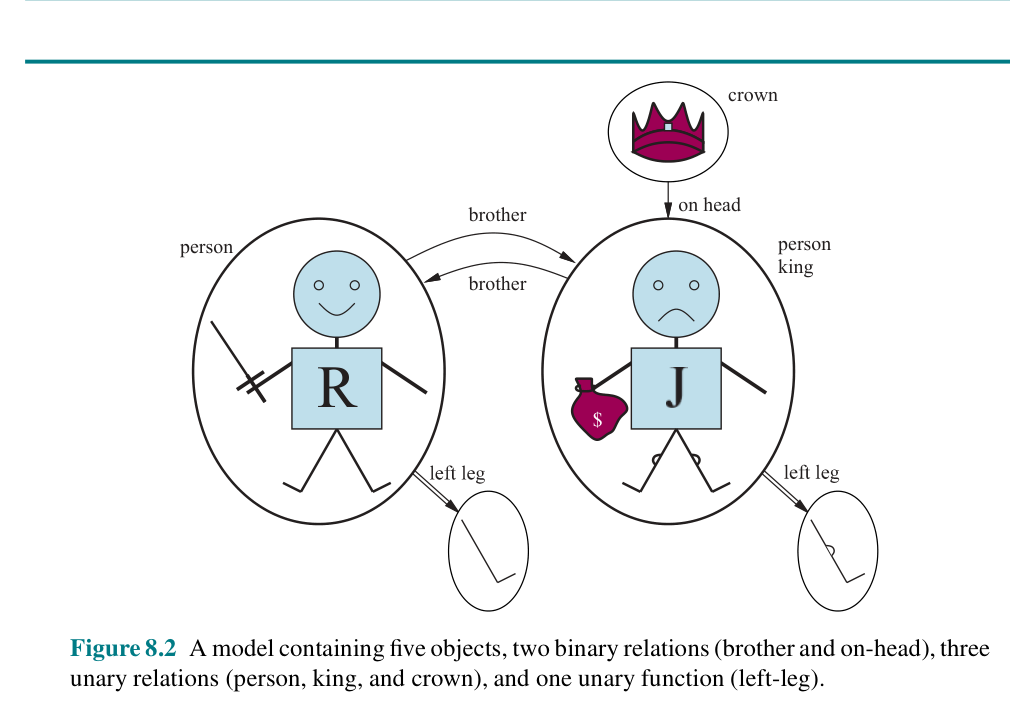 crown
on head
brother
person
person
king
brother
R
J
$
left leg
left leg
Figure 8.2 A model containing five objects, two binary relations (brother and on-head), three
unary relations (person, king, and crown), and one unary function (left-leg).